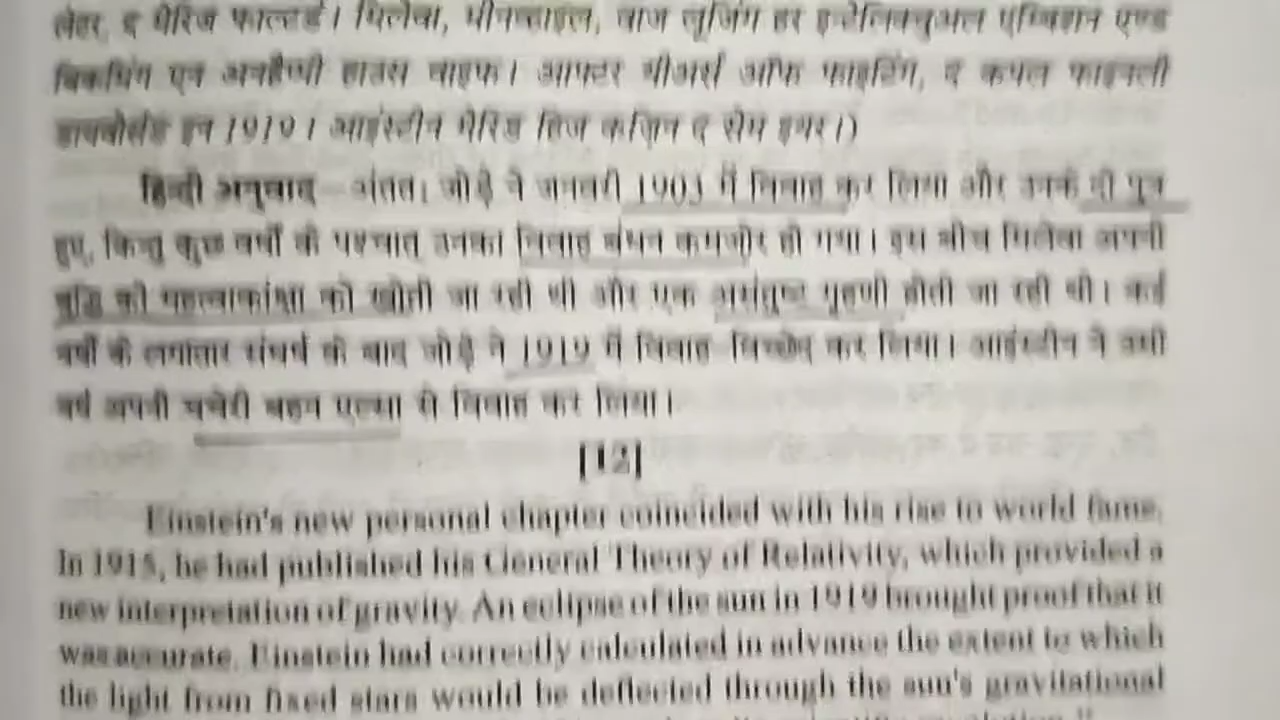 लेटर, द मैरिज फाल्टर्ड। मिलेवा, मीनव्हाइल, वाज लूजिंग हर इन्टेलिक्चुअल एम्बिशन एण्ड
बिकमिंग एन अनहैप्पी हाउस वाइफ। आफ्टर यीअर्स ऑफ फाइटिंग, द कपल फाइनली
डायवोर्स्ड इन 1919। आइंस्टीन मैरिड हिज कज़िन द सेम इयर।)
हिन्दी अनुवाद—अंततः जोड़े ने जनवरी 1903 में विवाह कर लिया और उनके दो पुत्र
हुए, किन्तु कुछ वर्षों के पश्चात् उनका विवाह बंधन कमजोर हो गया। इस बीच मिलेवा अपनी
बुद्धि की महत्वाकांक्षा को खोती जा रही थी और एक असंतुष्ट गृहणी होती जा रही थी। कई
वर्षों के लगातार संघर्ष के बाद जोड़े ने 1919 में विवाह-विच्छेद कर लिया। आइंस्टीन ने उसी
वर्ष अपनी चचेरी बहन एल्सा से विवाह कर लिया।
[12]
Einstein's new personal chapter coincided with his rise to world fame.
In 1915, he had published his General Theory of Relativity, which provided a
new interpretation of gravity. An eclipse of the sun in 1919 brought proof that it
was accurate. Einstein had correctly calculated in advance the extent to which
the light from fixed stars would be deflected through the sun's gravitational